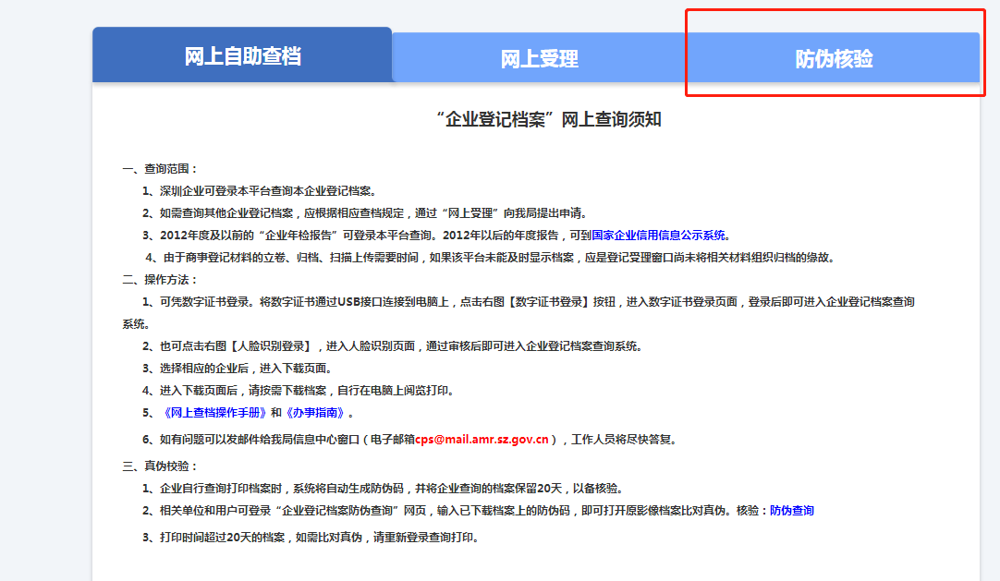 网上自助查档
网上受理
防伪核验
“企业登记档案”网上查询须知
一、查询范围：
1、深圳企业可登录本平台查询本企业登记档案。
2、如需查询其他企业登记档案，应根据相应查档规定，通过“网上受理”向我局提出申请。
3、2012年度及以前的“企业年检报告”可登录本平台查询。2012年以后的年度报告，可到国家企业信用信息公示系统。
4、由于商事登记材料的立卷、归档、扫描上传需要时间，如果该平台未能及时显示档案，应是登记受理窗口尚未将相关材料组织归档的缘故。
二、操作方法：
1、可凭数字证书登录。将数字证书通过USB接口连接到电脑上，点击右图【数字证书登录】按钮，进入数字证书登录页面，登录后即可进入企业登记档案查询
系统。
2、也可点击右图【人脸识别登录】，进入人脸识别页面，通过审核后即可进入企业登记档案查询系统。
3、选择相应的企业后，进入下载页面。
4、进入下载页面后，请按需下载档案，自行在电脑上阅览打印。
5、《网上查档操作手册》和《办事指南》。
6、如有问题可以发邮件给我局信息中心窗口（电子邮箱cps@mail.amr.sz.gov.cn），工作人员将尽快答复。
三、真伪校验：
1、企业自行查询打印档案时，系统将自动生成防伪码，并将企业查询的档案保留20天，以备核验。
2、相关单位和用户可登录“企业登记档案防伪查询”网页，输入已下载档案上的防伪码，即可打开原影像档案比对真伪。核验：防伪查询
3、打印时间超过20天的档案，如需比对真伪，请重新登录查询打印。